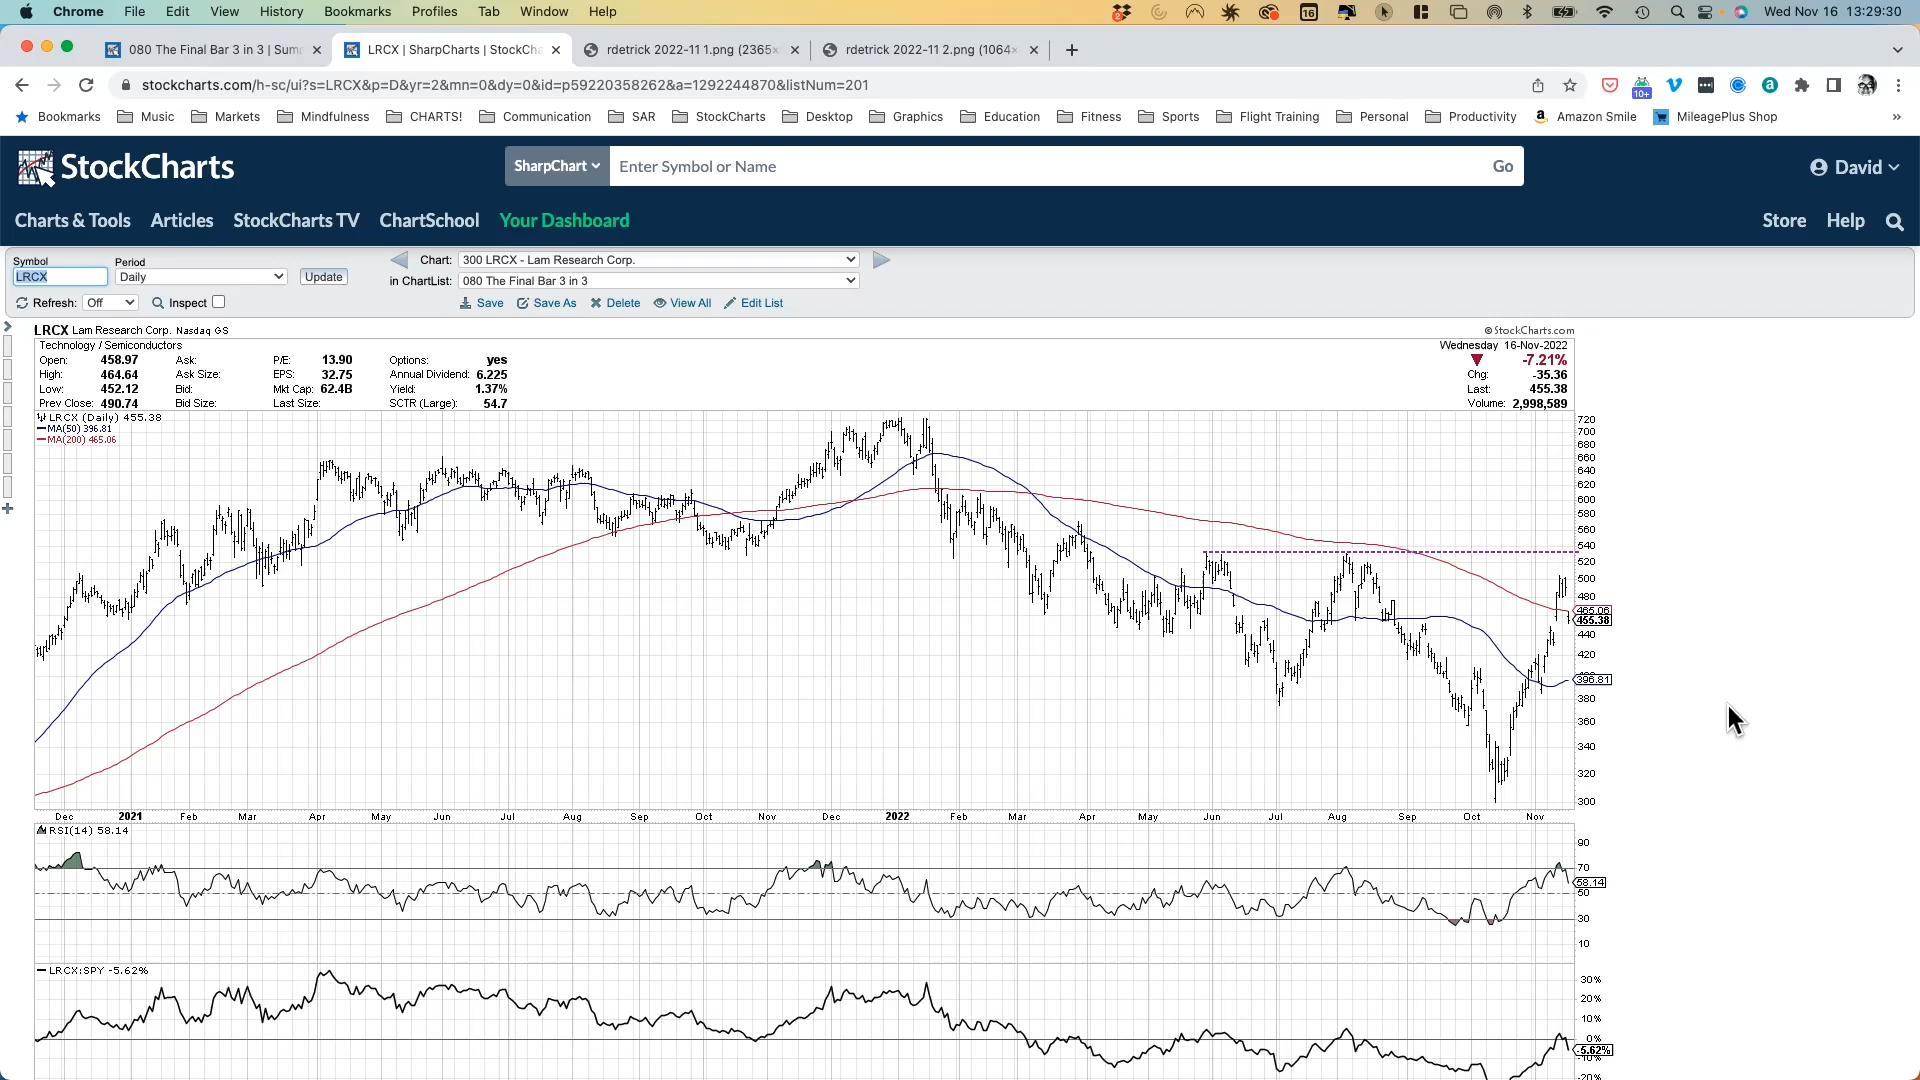 Chrome File Edit View History Bookmarks Profiles Tab Window Help 2 16 Wed Nov 16 13:29:30
080 The Final Bar 3 in 3 | Sum LRCX | SharpCharts | StockCha rdetrick 2022-11 1.png (2365× rdetrick 2022-11 2.png (1064×
stockcharts.com/h-sc/ui?s=LRCX&p=D&yr=2&mn=0&dy=0&id=p59220358262&a=1292244870&listNum=201 10+
Bookmarks Music Markets Mindfulness CHARTS! Communication SAR StockCharts Desktop Graphics Education Fitness Sports Flight Training Personal Productivity Amazon Smile MileagePlus Shop »
StockCharts SharpChart Enter Symbol or Name Go David
Charts & Tools Articles StockCharts TV ChartSchool Your Dashboard Store Help
Symbol Period Chart: 300 LRCX - Lam Research Corp.
LRCX Daily Update in ChartList: 080 The Final Bar 3 in 3
Refresh: Off Inspect Save Save As Delete View All Edit List
LRCX Lam Research Corp. Nasdaq GS ©StockCharts.com
Technology / Semiconductors Wednesday 16-Nov-2022
Open: 458.97 Ask: P/E: 13.90 Options: yes -7.21%
High: 464.64 Ask Size: EPS: 32.75 Annual Dividend: 6.225 Chg: -35.36
Low: 452.12 Bid: Mkt Cap: 62.4B Yield: 1.37% Last: 455.38
Prev Close: 490.74 Bid Size: Last Size: SCTR (Large): 54.7 Volume: 2,998,589
LRCX (Daily) 455.38
MA(50) 396.81
MA(200) 465.06
720
700
680
660
640
620
600
580
560
540
520
500
480
465.06
455.38
440
420
396.81
380
360
340
320
300
Dec 2021 Feb Mar Apr May Jun Jul Aug Sep Oct Nov Dec 2022 Feb Mar Apr May Jun Jul Aug Sep Oct Nov
RSI(14) 58.14
90
70
58.14
50
30
10
LRCX:SPY -5.62%
30%
20%
10%
0%
-5.62%
-10%
-20%